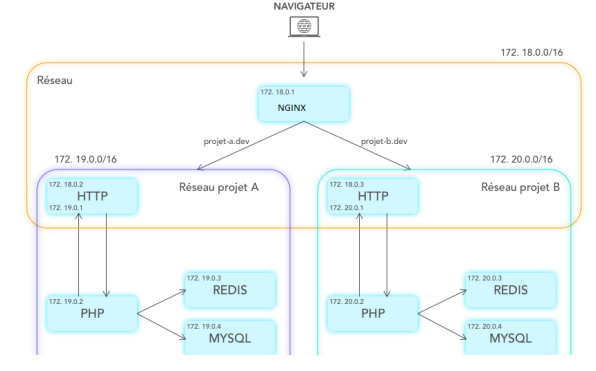 NAVIGATEUR
172. 18.0.0/16
Réseau
172. 18.0.1
NGINX
projet-a.dev
projet-b.dev
172. 19.0.0/16
172. 20.0.0/16
172. 18.0.2
HTTP
172. 19.0.1
Réseau projet A
172. 18.0.3
HTTP
172. 20.0.1
Réseau projet B
172. 19.0.2
PHP
172. 19.0.3
REDIS
172. 19.0.4
MYSQL
172. 20.0.2
PHP
172. 20.0.3
REDIS
172. 20.0.4
MYSQL